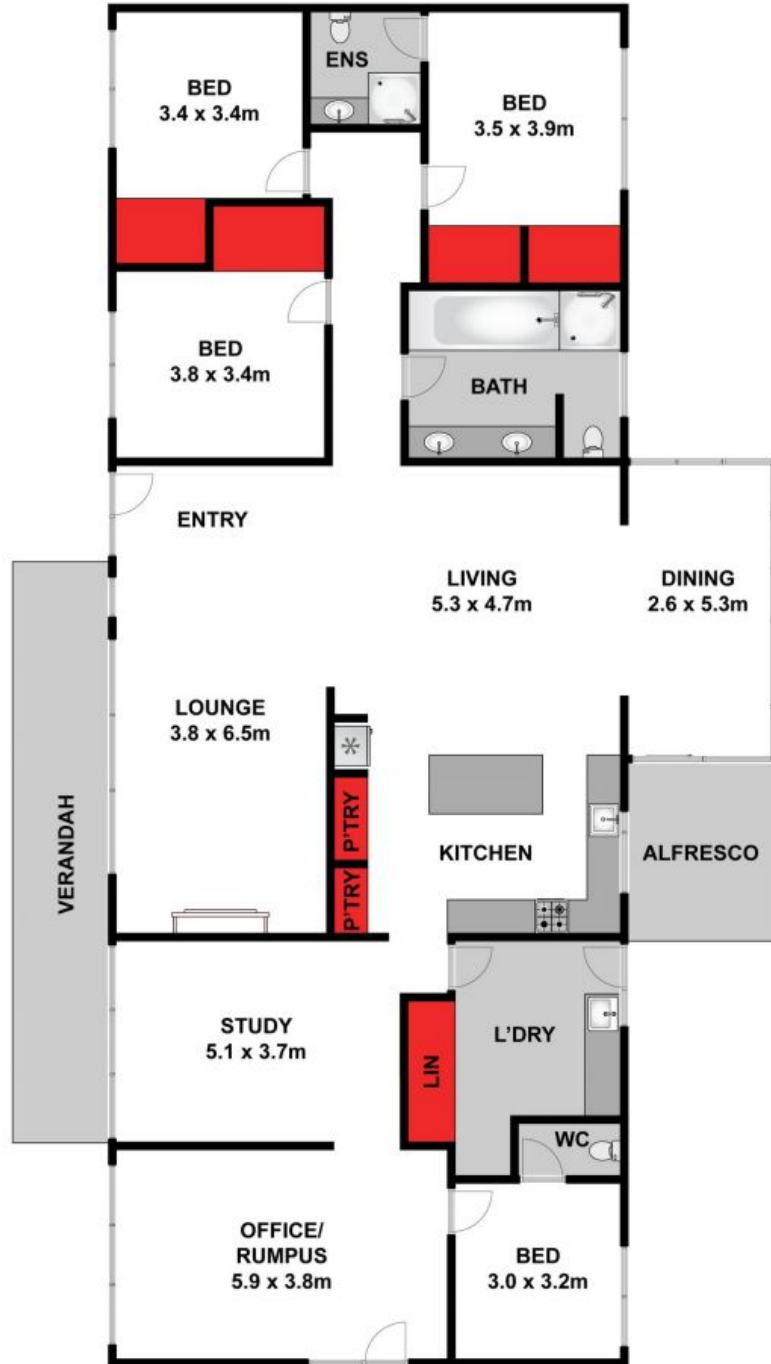 ENS
BED
3.4 x 3.4m
BED
3.5 x 3.9m
BED
3.8 x 3.4m
BATH
ENTRY
LIVING
5.3 x 4.7m
DINING
2.6 x 5.3m
LOUNGE
3.8 x 6.5m
VERANDAH
P'TRY
P'TRY
KITCHEN
ALFRESCO
STUDY
5.1 x 3.7m
LIN
L'DRY
WC
OFFICE/
RUMPUS
5.9 x 3.8m
BED
3.0 x 3.2m